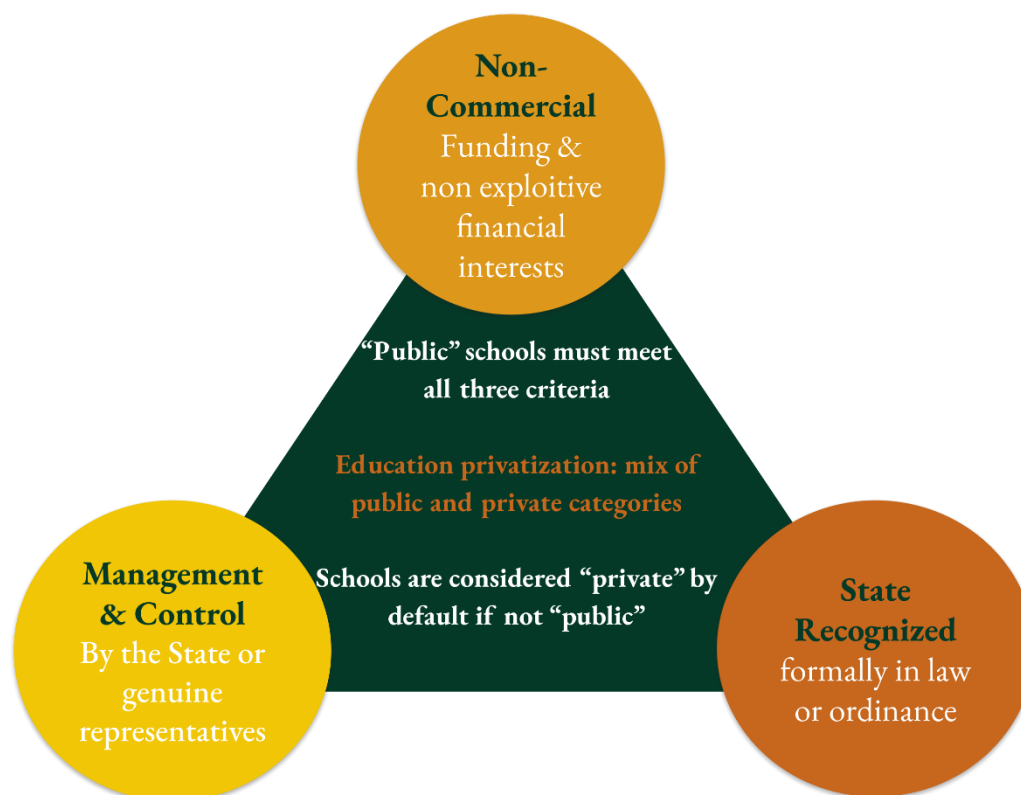 Non-
Commercial
Funding &
non exploitive
financial
interests
“Public” schools must meet
all three criteria
Education privatization: mix of
public and private categories
Schools are considered “private” by
default if not “public”
Management
& Control
By the State or
genuine
representatives
State
Recognized
formally in law
or ordinance